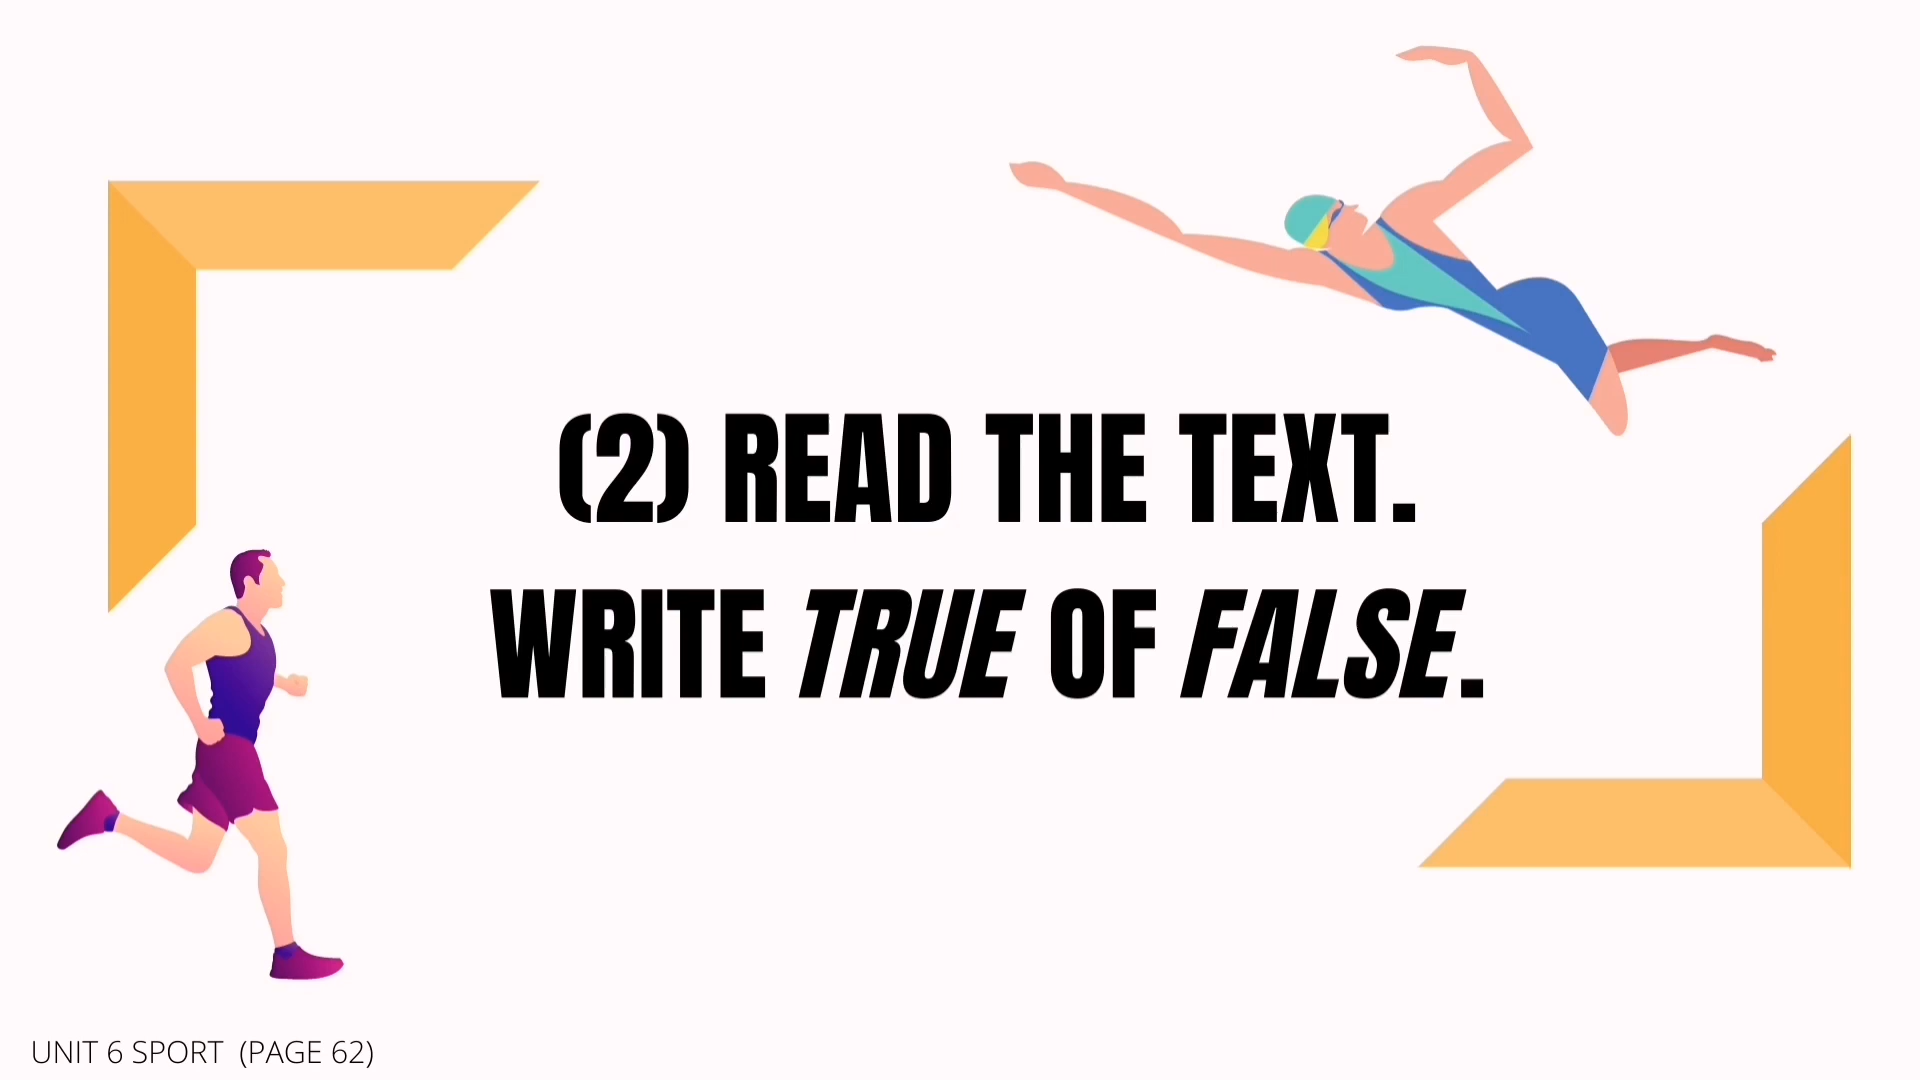 (2) READ THE TEXT.
WRITE TRUE OF FALSE.
UNIT 6 SPORT (PAGE 62)